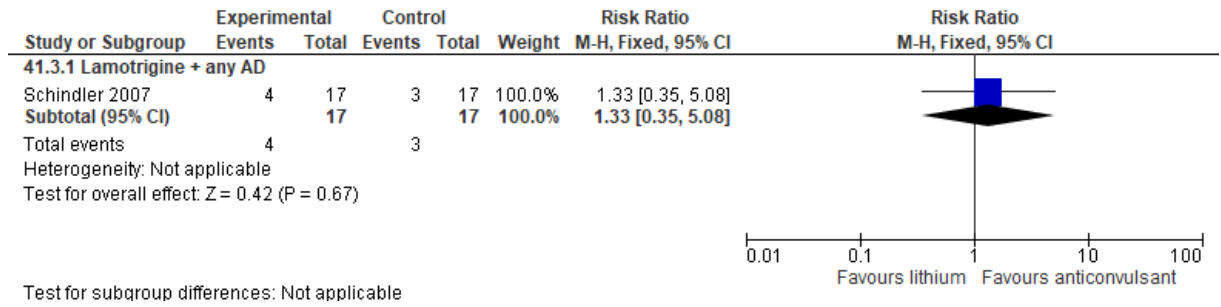 Experimental Control Risk Ratio Risk Ratio
Study or Subgroup Events Total Events Total Weight M-H, Fixed, 95% CI M-H, Fixed, 95% CI
41.3.1 Lamotrigine + any AD
Schindler 2007 4 17 3 17 100.0% 1.33 [0.35, 5.08]
Subtotal (95% CI) 17 17 100.0% 1.33 [0.35, 5.08]
Total events 4 3
Heterogeneity: Not applicable
Test for overall effect: Z = 0.42 (P = 0.67)
0.01 0.1 1 10 100
Favours lithium Favours anticonvulsant
Test for subgroup differences: Not applicable